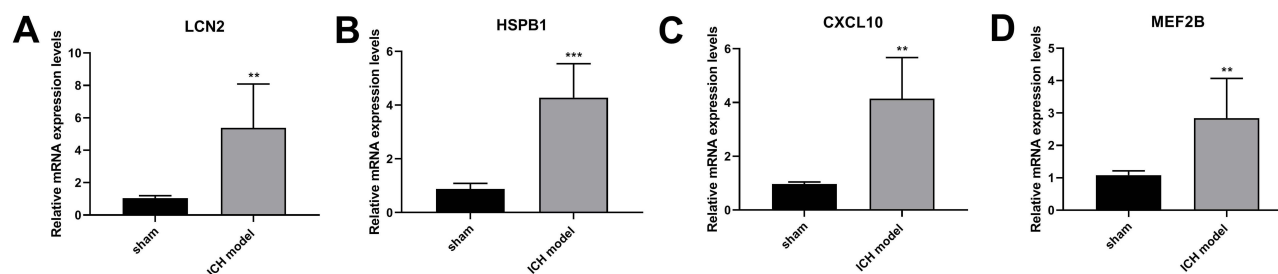 A
LCN2
Relative mRNA expression levels
10
8
6
4
2
0
**
sham
ICH model
B
HSPB1
Relative mRNA expression levels
6
4
2
0
***
sham
ICH model
C
CXCL10
Relative mRNA expression levels
6
4
2
0
**
sham
ICH model
D
MEF2B
Relative mRNA expression levels
5
4
3
2
1
0
**
sham
ICH model